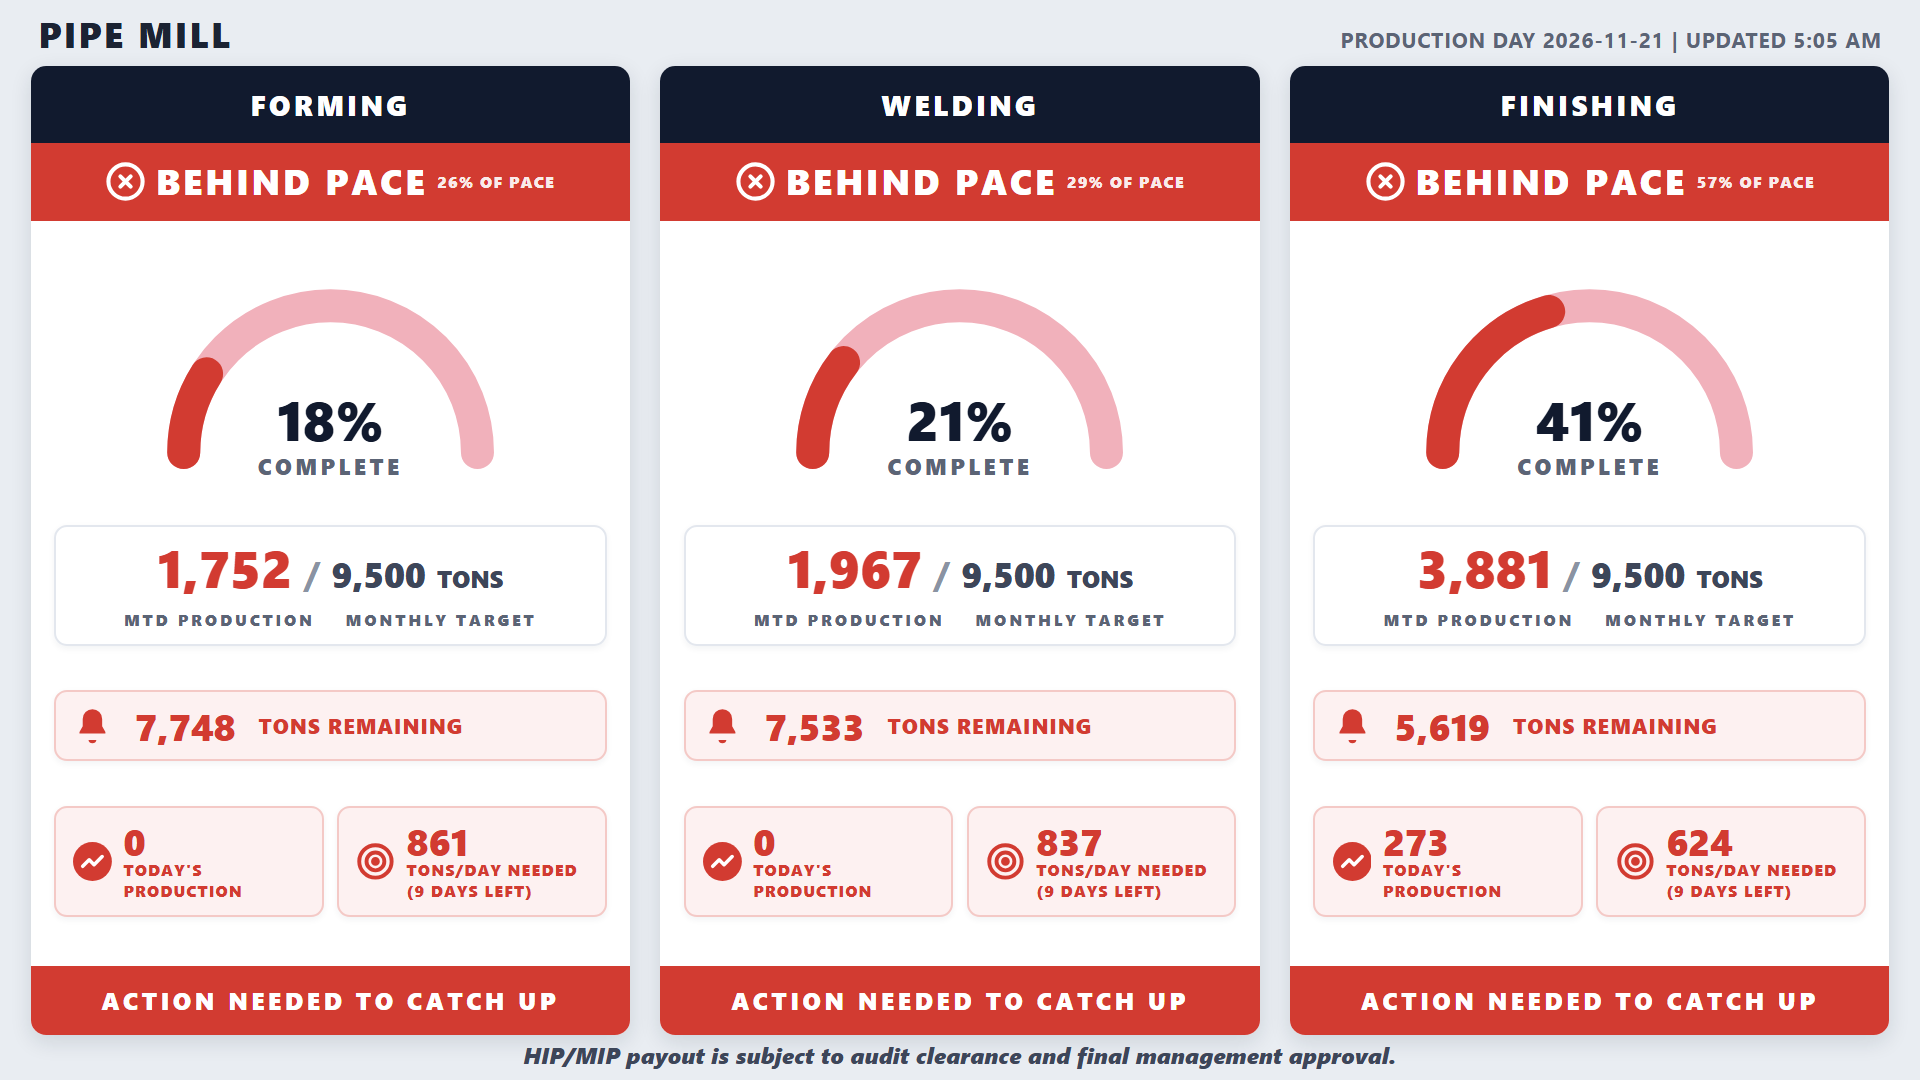 PIPE MILL
PRODUCTION DAY 2026-11-21 | UPDATED 5:05 AM
FORMING
BEHIND PACE 26% OF PACE
18%
COMPLETE
1,752 / 9,500 TONS
MTD PRODUCTION MONTHLY TARGET
7,748 TONS REMAINING
0
TODAY'S
PRODUCTION
861
TONS/DAY NEEDED
(9 DAYS LEFT)
ACTION NEEDED TO CATCH UP
WELDING
BEHIND PACE 29% OF PACE
21%
COMPLETE
1,967 / 9,500 TONS
MTD PRODUCTION MONTHLY TARGET
7,533 TONS REMAINING
0
TODAY'S
PRODUCTION
837
TONS/DAY NEEDED
(9 DAYS LEFT)
ACTION NEEDED TO CATCH UP
FINISHING
BEHIND PACE 57% OF PACE
41%
COMPLETE
3,881 / 9,500 TONS
MTD PRODUCTION MONTHLY TARGET
5,619 TONS REMAINING
273
TODAY'S
PRODUCTION
624
TONS/DAY NEEDED
(9 DAYS LEFT)
ACTION NEEDED TO CATCH UP
HIP/MIP payout is subject to audit clearance and final management approval.